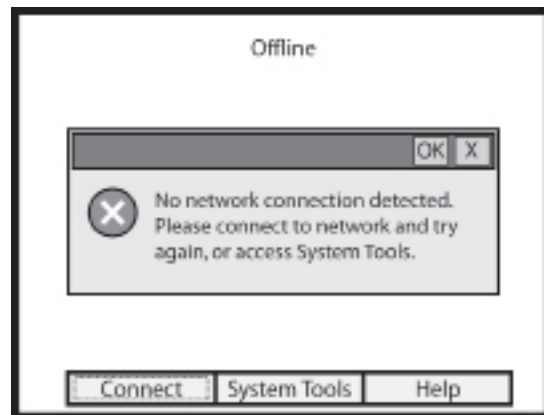 Offline
OK X
No network connection detected.
Please connect to network and try
again, or access System Tools.
Connect System Tools Help